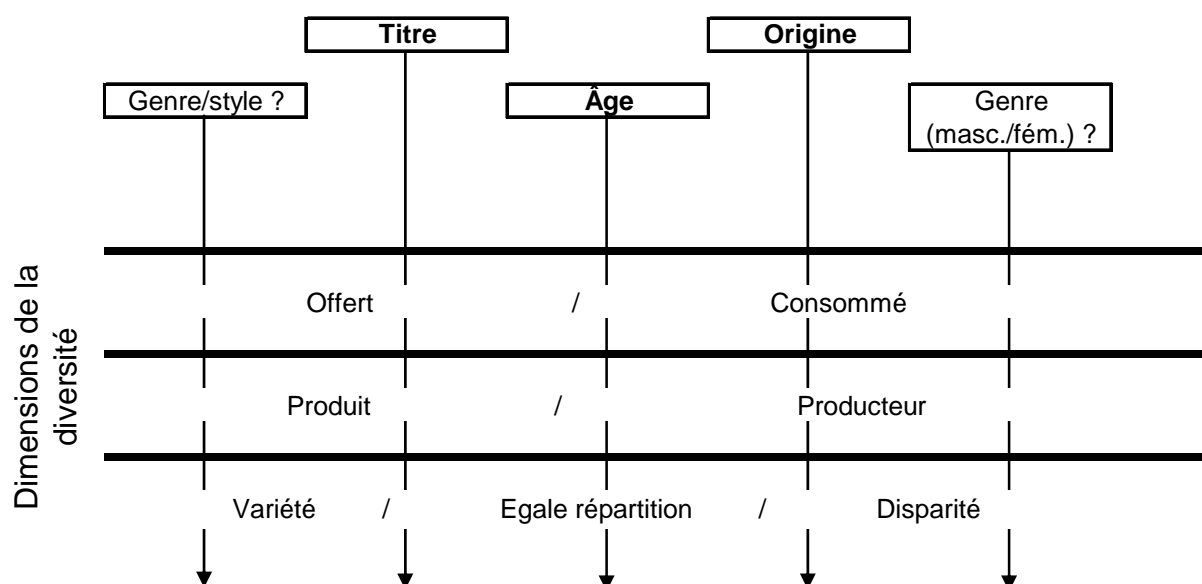 Titre
Origine
Genre/style ?
Âge
Genre
(masc./fém.) ?
Dimensions de la
diversité
Offert / Consommé
Produit / Producteur
Variété / Egale répartition / Disparité